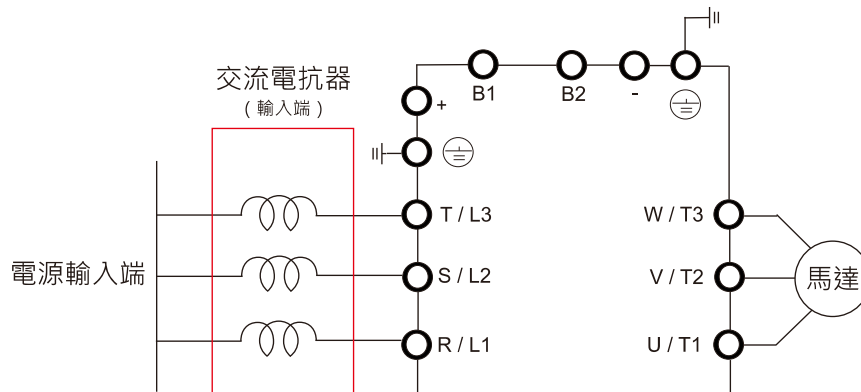 交流電抗器
(輸入端)
B1
B2
-
+
T / L3
W / T3
電源輸入端
S / L2
V / T2
馬達
R / L1
U / T1